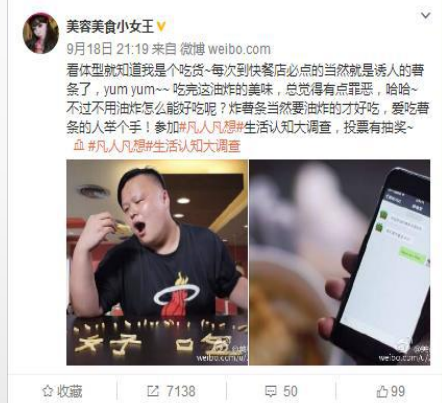 美容美食小女王
9月18日 21:19 来自 微博 weibo.com
看体型就知道我是个吃货~每次到快餐店必点的当然就是诱人的薯
条了，yum yum~~ 吃完这油炸的美味，总觉得有点罪恶，哈哈~
不过不用油炸怎么能好吃呢？炸薯条当然要油炸的才好吃，爱吃薯
条的人举个手！参加#凡人凡想#生活认知大调查，投票有抽奖~
#凡人凡想#生活认知大调查
weibo.com/
weibo.com/u/
收藏
7138
50
99